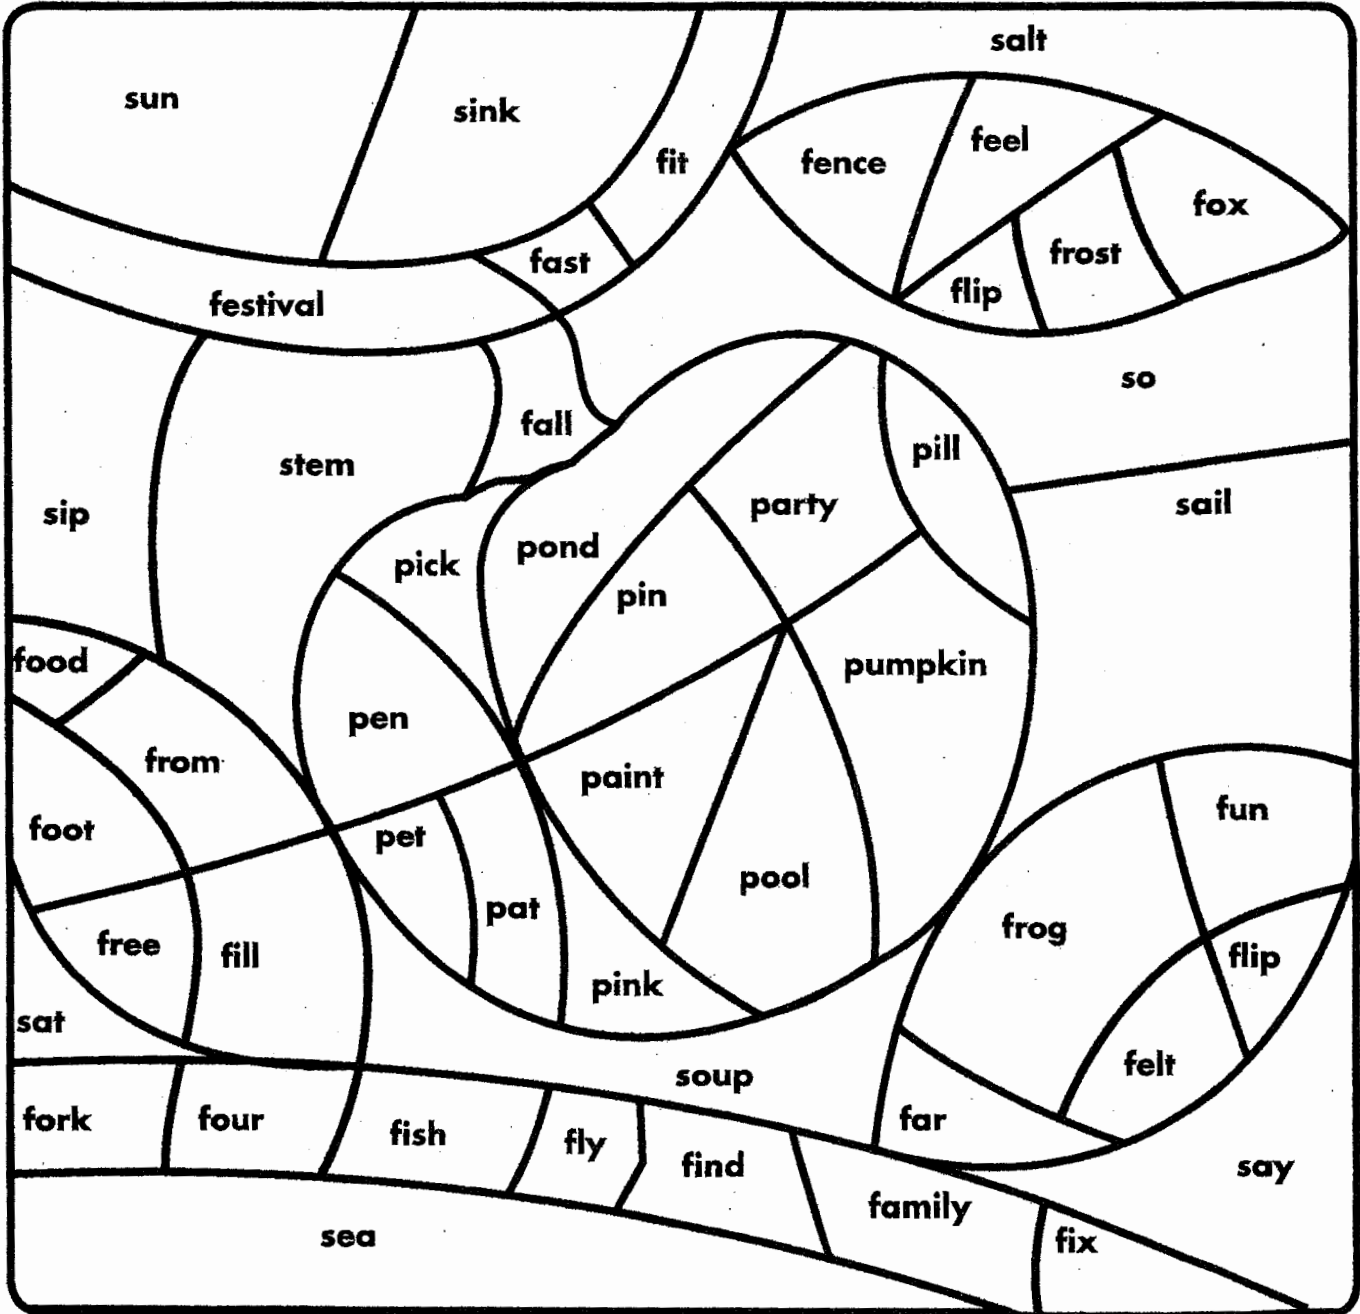 salt
sun
sink
fit
fence
feel
fox
frost
fast
flip
festival
so
fall
pill
stem
party
sail
sip
pond
pick
pin
food
pumpkin
pen
from
paint
fun
foot
pet
pool
pat
frog
free
fill
flip
pink
sat
felt
soup
fork
four
far
fish
fly
find
say
family
sea
fix